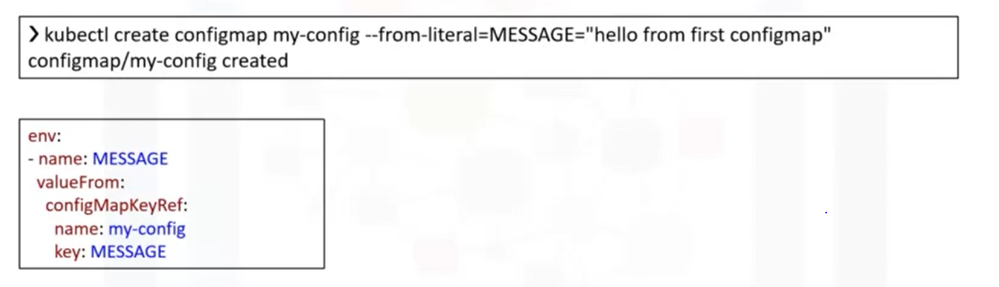 ❯ kubectl create configmap my-config --from-literal=MESSAGE="hello from first configmap"
configmap/my-config created
env:
- name: MESSAGE
  valueFrom:
    configMapKeyRef:
      name: my-config
      key: MESSAGE